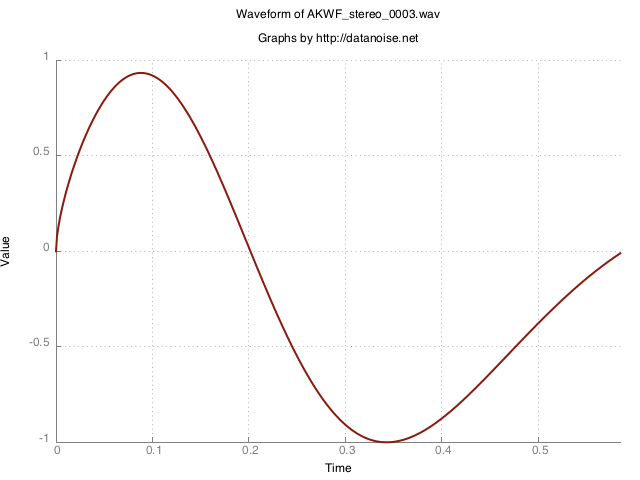 Waveform of AKWF_stereo_0003.wav
Graphs by http://datanoise.net
1
0.5
0
-0.5
-1
Value
0
0.1
0.2
0.3
0.4
0.5
Time